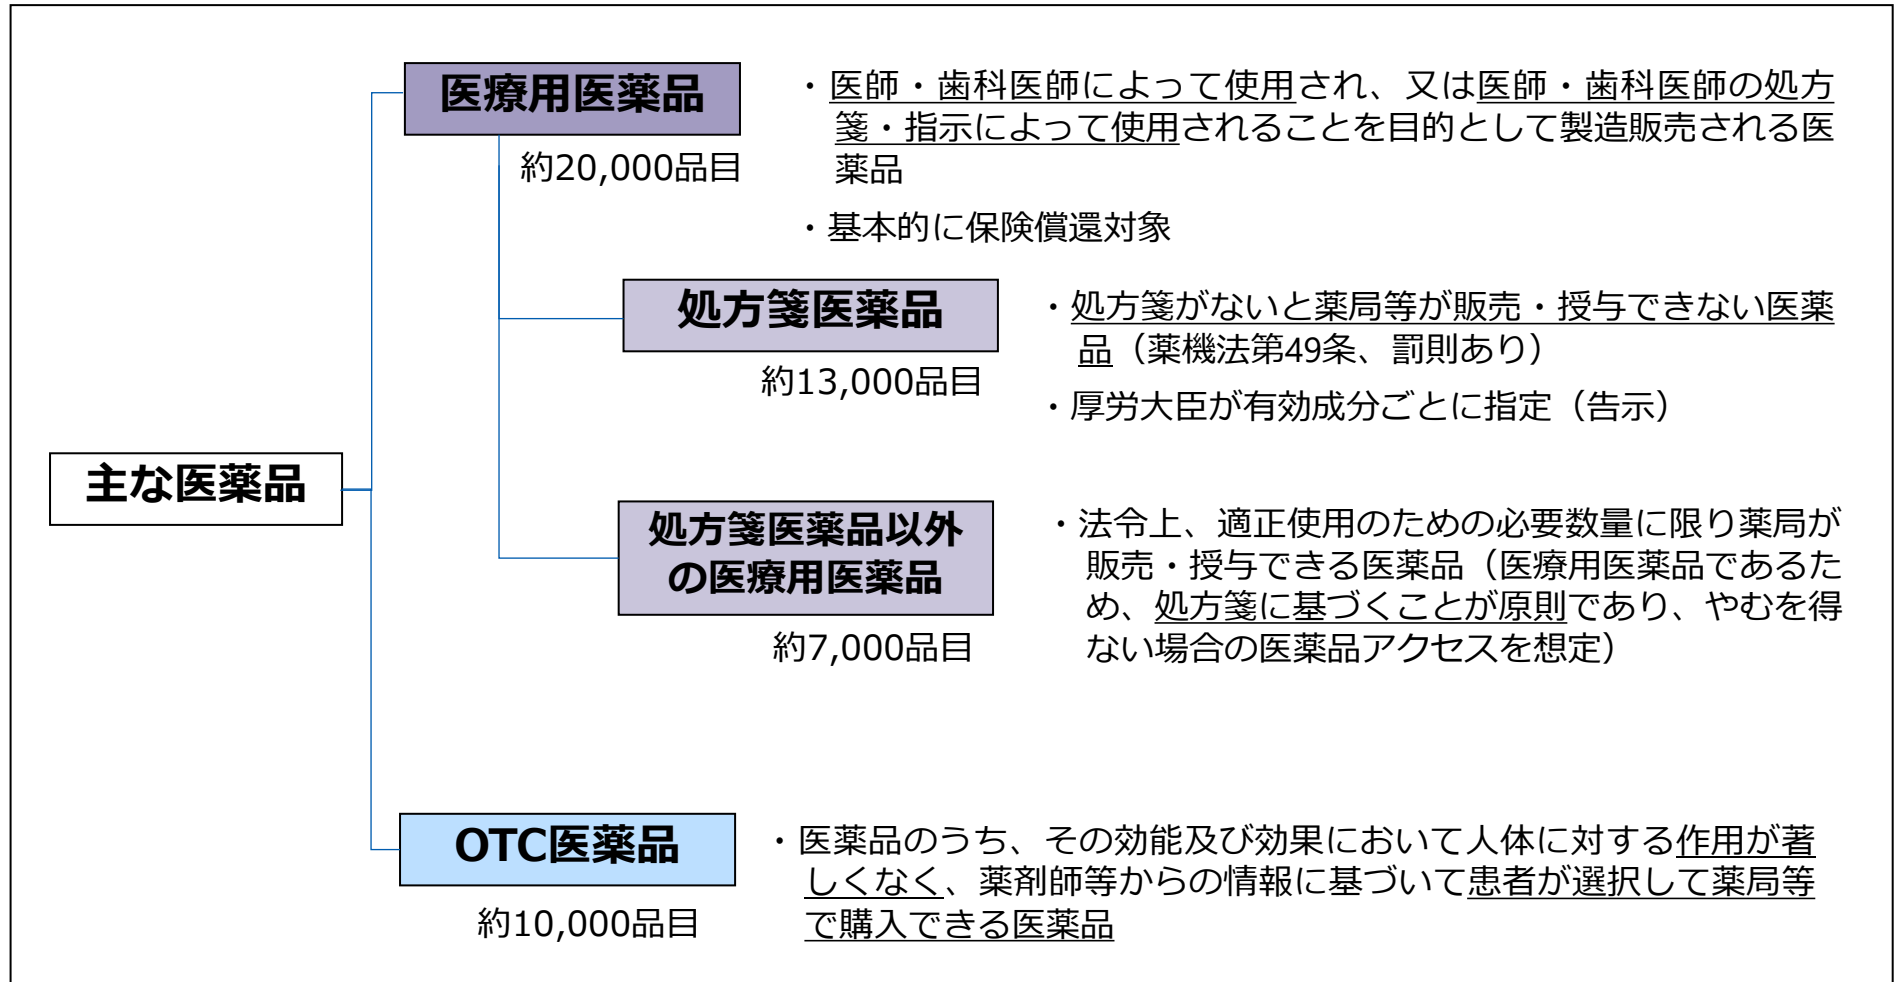 医療用医薬品
約20,000品目
・医師・歯科医師によって使用され、又は医師・歯科医師の処方
箋・指示によって使用されることを目的として製造販売される医
薬品
・基本的に保険償還対象
処方箋医薬品
約13,000品目
・処方箋がないと薬局等が販売・授与できない医薬
品（薬機法第49条、罰則あり）
・厚労大臣が有効成分ごとに指定（告示）
主な医薬品
処方箋医薬品以外
の医療用医薬品
約7,000品目
・法令上、適正使用のための必要数量に限り薬局が
販売・授与できる医薬品（医療用医薬品であるた
め、処方箋に基づくことが原則であり、やむを得
ない場合の医薬品アクセスを想定）
OTC医薬品
約10,000品目
・医薬品のうち、その効能及び効果において人体に対する作用が著
しくなく、薬剤師等からの情報に基づいて患者が選択して薬局等
で購入できる医薬品